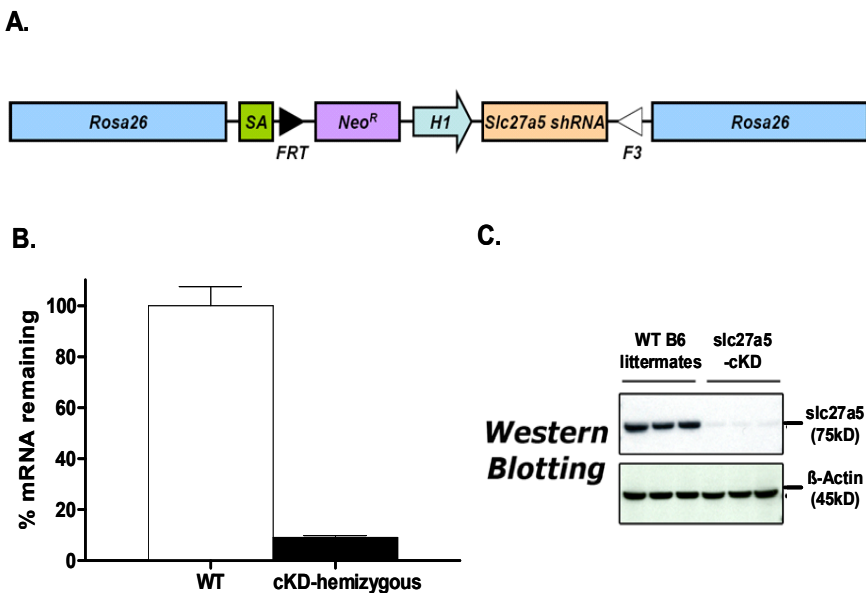 A.
Rosa26
SA
NeoR
H1
Slc27a5 shRNA
Rosa26
FRT
F3
B.
% mRNA remaining
100
80
60
40
20
0
WT
cKD-hemizygous
C.
WT B6
littermates
slc27a5
-cKD
Western
Blotting
slc27a5
(75kD)
ß-Actin
(45kD)